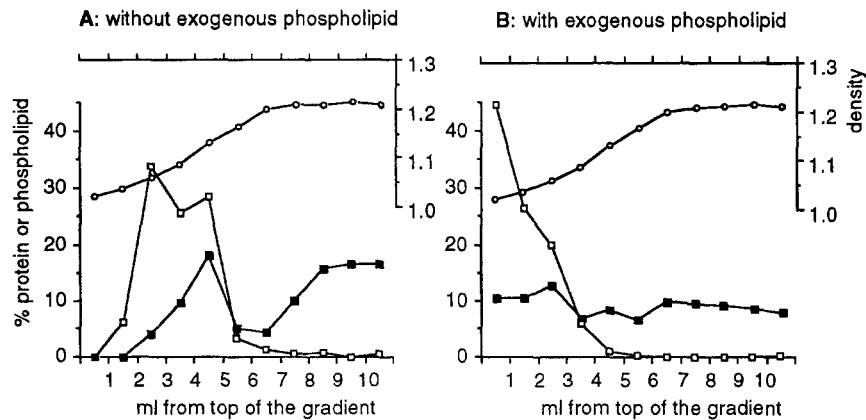 A: without exogenous phospholipid
B: with exogenous phospholipid
% protein or phospholipid
40
30
20
10
0
1.3
1.2
1.1
1.0
1 2 3 4 5 6 7 8 9 10
ml from top of the gradient
40
30
20
10
0
1.3
1.2
1.1
1.0
density
1 2 3 4 5 6 7 8 9 10
ml from top of the gradient